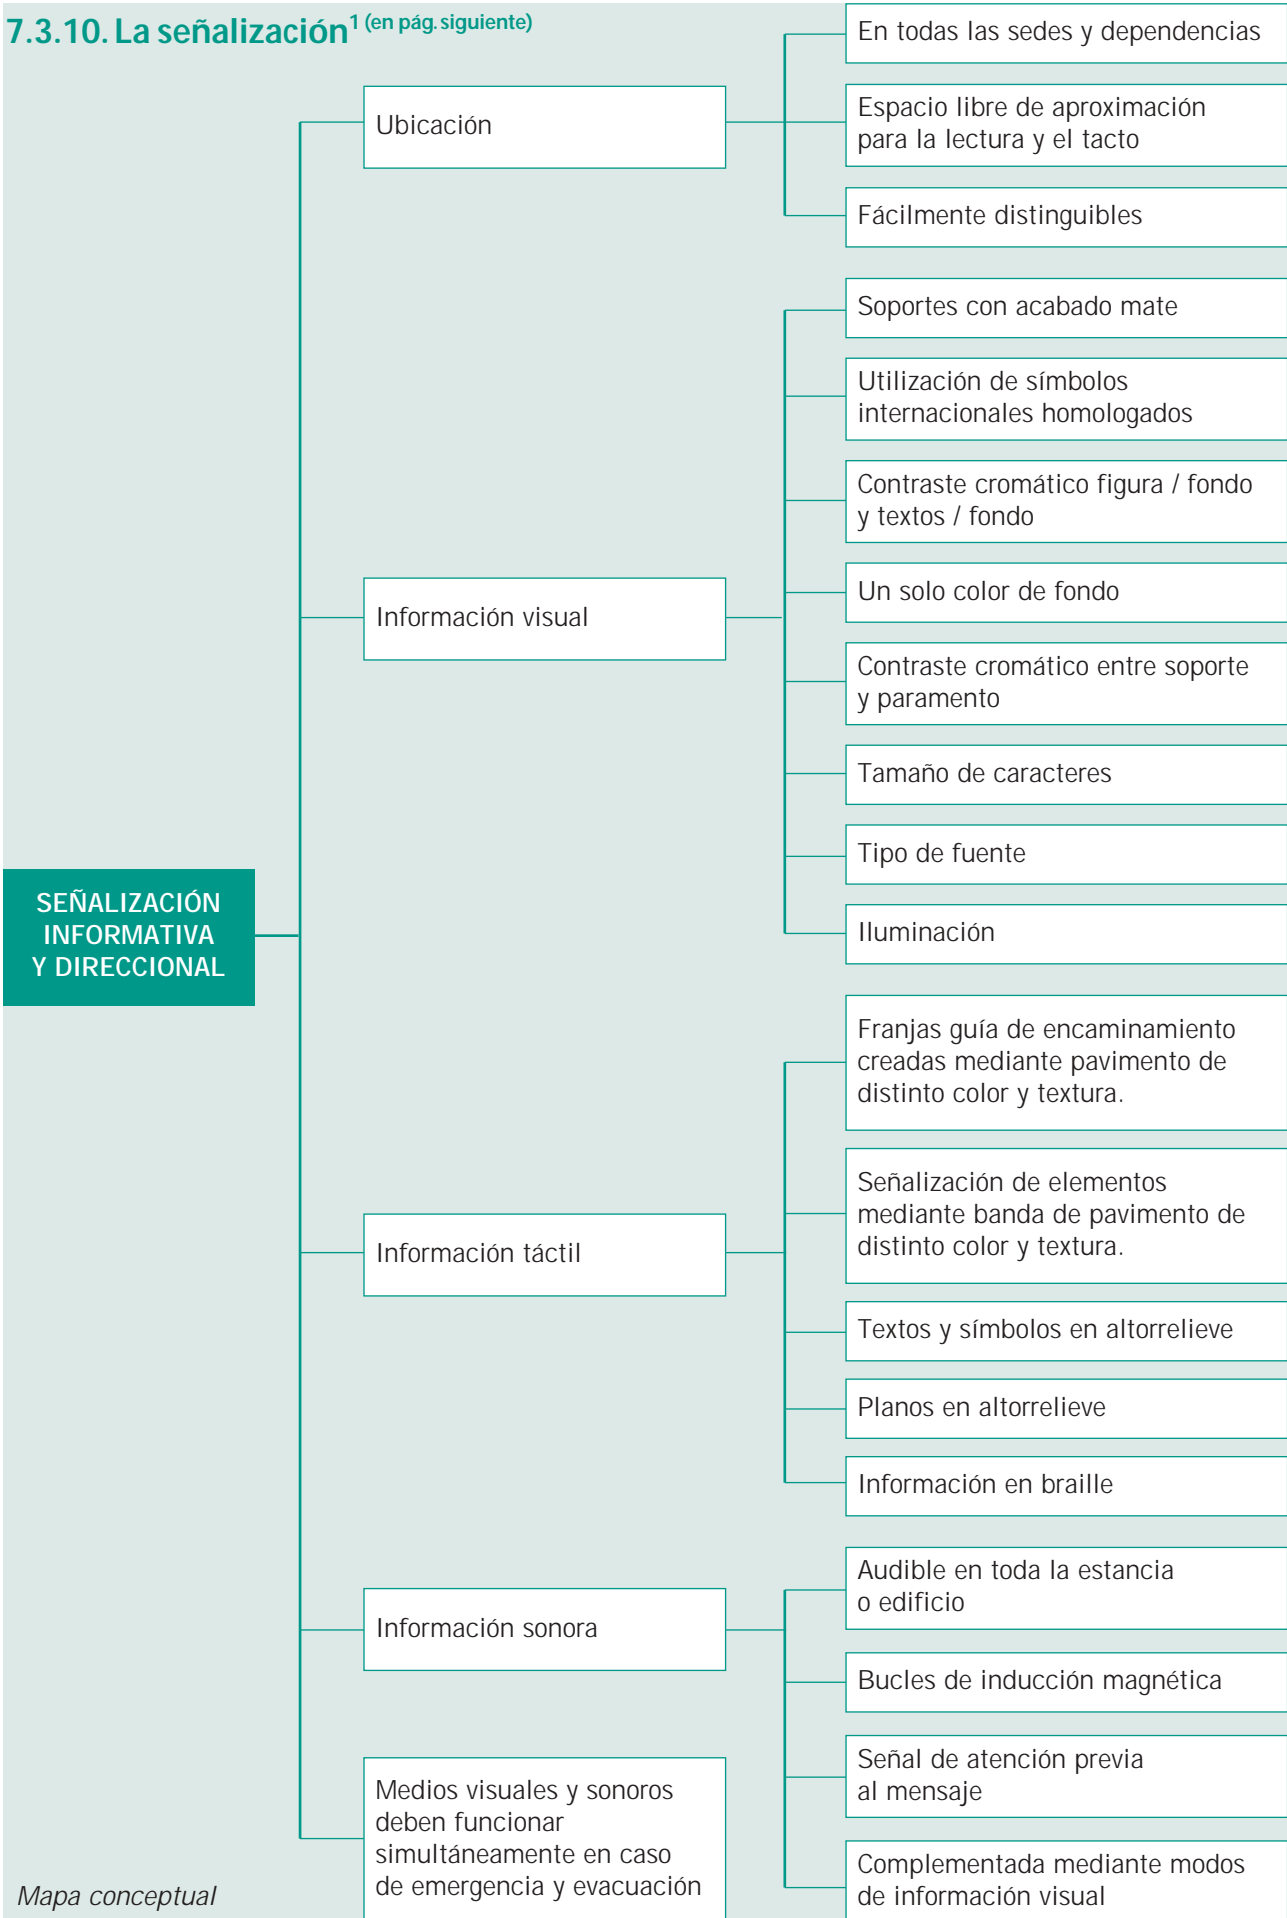 7.3.10. La señalización1 (en pág. siguiente)
SEÑALIZACIÓN
INFORMATIVA
Y DIRECCIONAL
Ubicación
En todas las sedes y dependencias
Espacio libre de aproximación
para la lectura y el tacto
Fácilmente distinguibles
Información visual
Soportes con acabado mate
Utilización de símbolos
internacionales homologados
Contraste cromático figura / fondo
y textos / fondo
Un solo color de fondo
Contraste cromático entre soporte
y paramento
Tamaño de caracteres
Tipo de fuente
Iluminación
Información táctil
Franjas guía de encaminamiento
creadas mediante pavimento de
distinto color y textura.
Señalización de elementos
mediante banda de pavimento de
distinto color y textura.
Textos y símbolos en altorrelieve
Planos en altorrelieve
Información en braille
Información sonora
Audible en toda la estancia
o edificio
Bucles de inducción magnética
Señal de atención previa
al mensaje
Complementada mediante modos
de información visual
Medios visuales y sonoros
deben funcionar
simultáneamente en caso
de emergencia y evacuación
Mapa conceptual